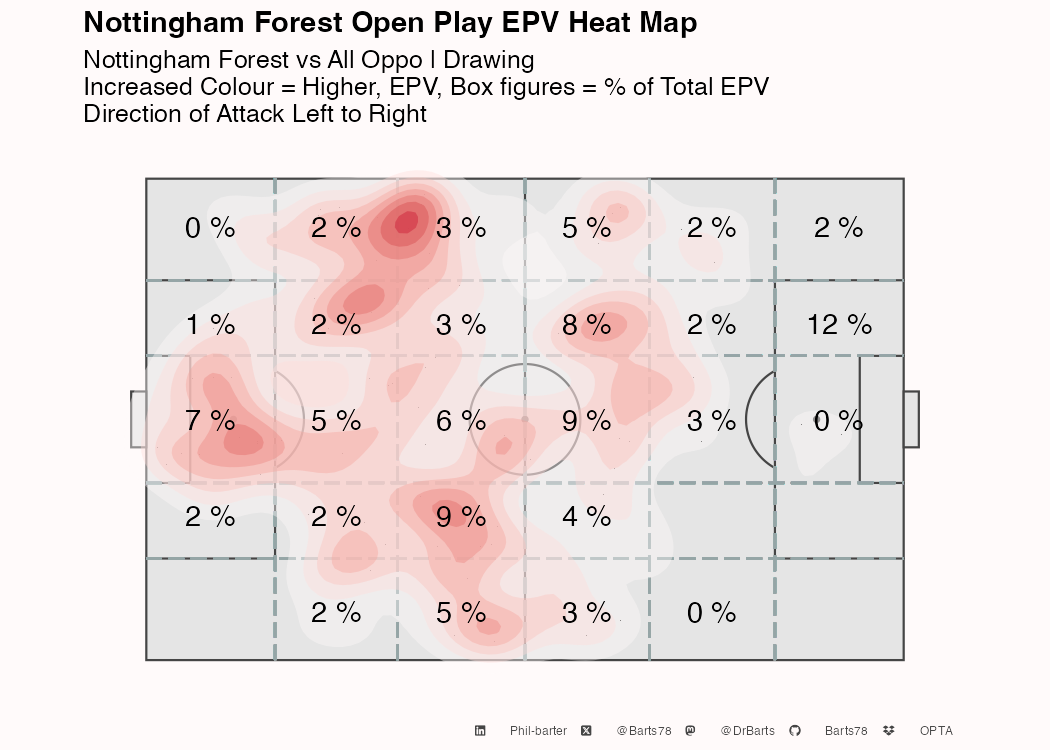 Nottingham Forest Open Play EPV Heat Map
Nottingham Forest vs All Oppo | Drawing
Increased Colour = Higher, EPV, Box figures = % of Total EPV
Direction of Attack Left to Right
0 % 2 % 3 % 5 % 2 % 2 %
1 % 2 % 3 % 8 % 2 % 12 %
7 % 5 % 6 % 9 % 3 % 0 %
2 % 2 % 9 % 4 %
2 % 5 % 3 % 0 %
Phil-barter @Barts78 @DrBarts Barts78 OPTA